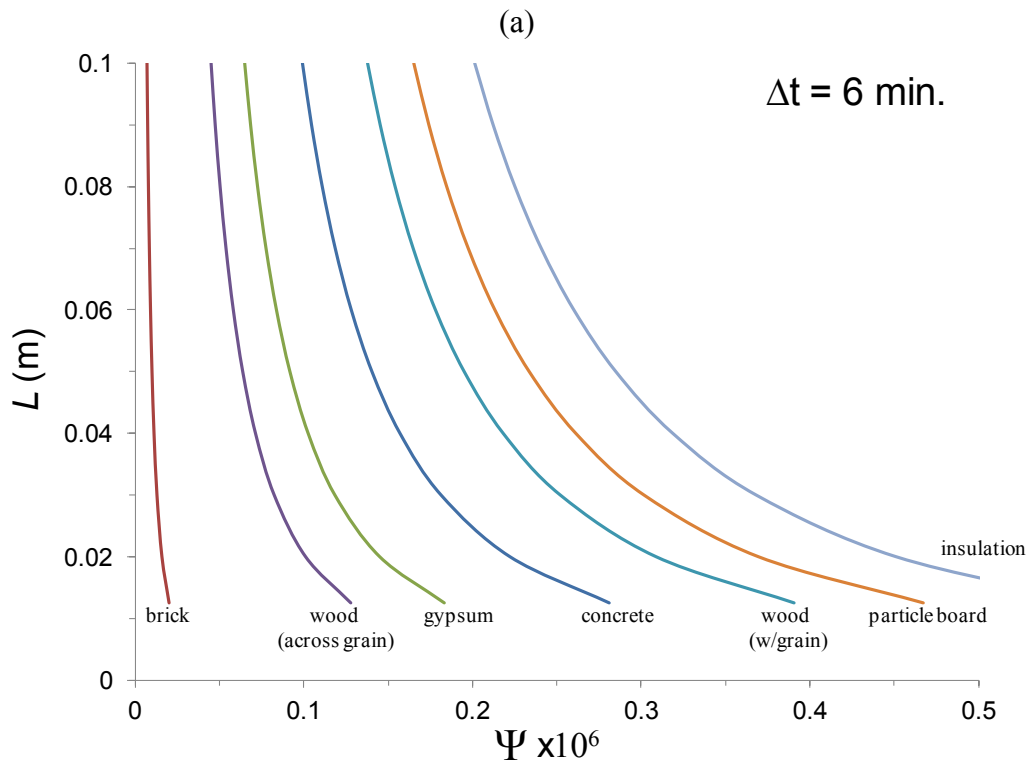 (a)
0.1
Δt = 6 min.
0.08
0.06
L (m)
0.04
0.02
insulation
brick
wood
(across grain)
gypsum
concrete
wood
(w/grain)
particle board
0
0
0.1
0.2
0.3
0.4
0.5
Ψ x10⁶